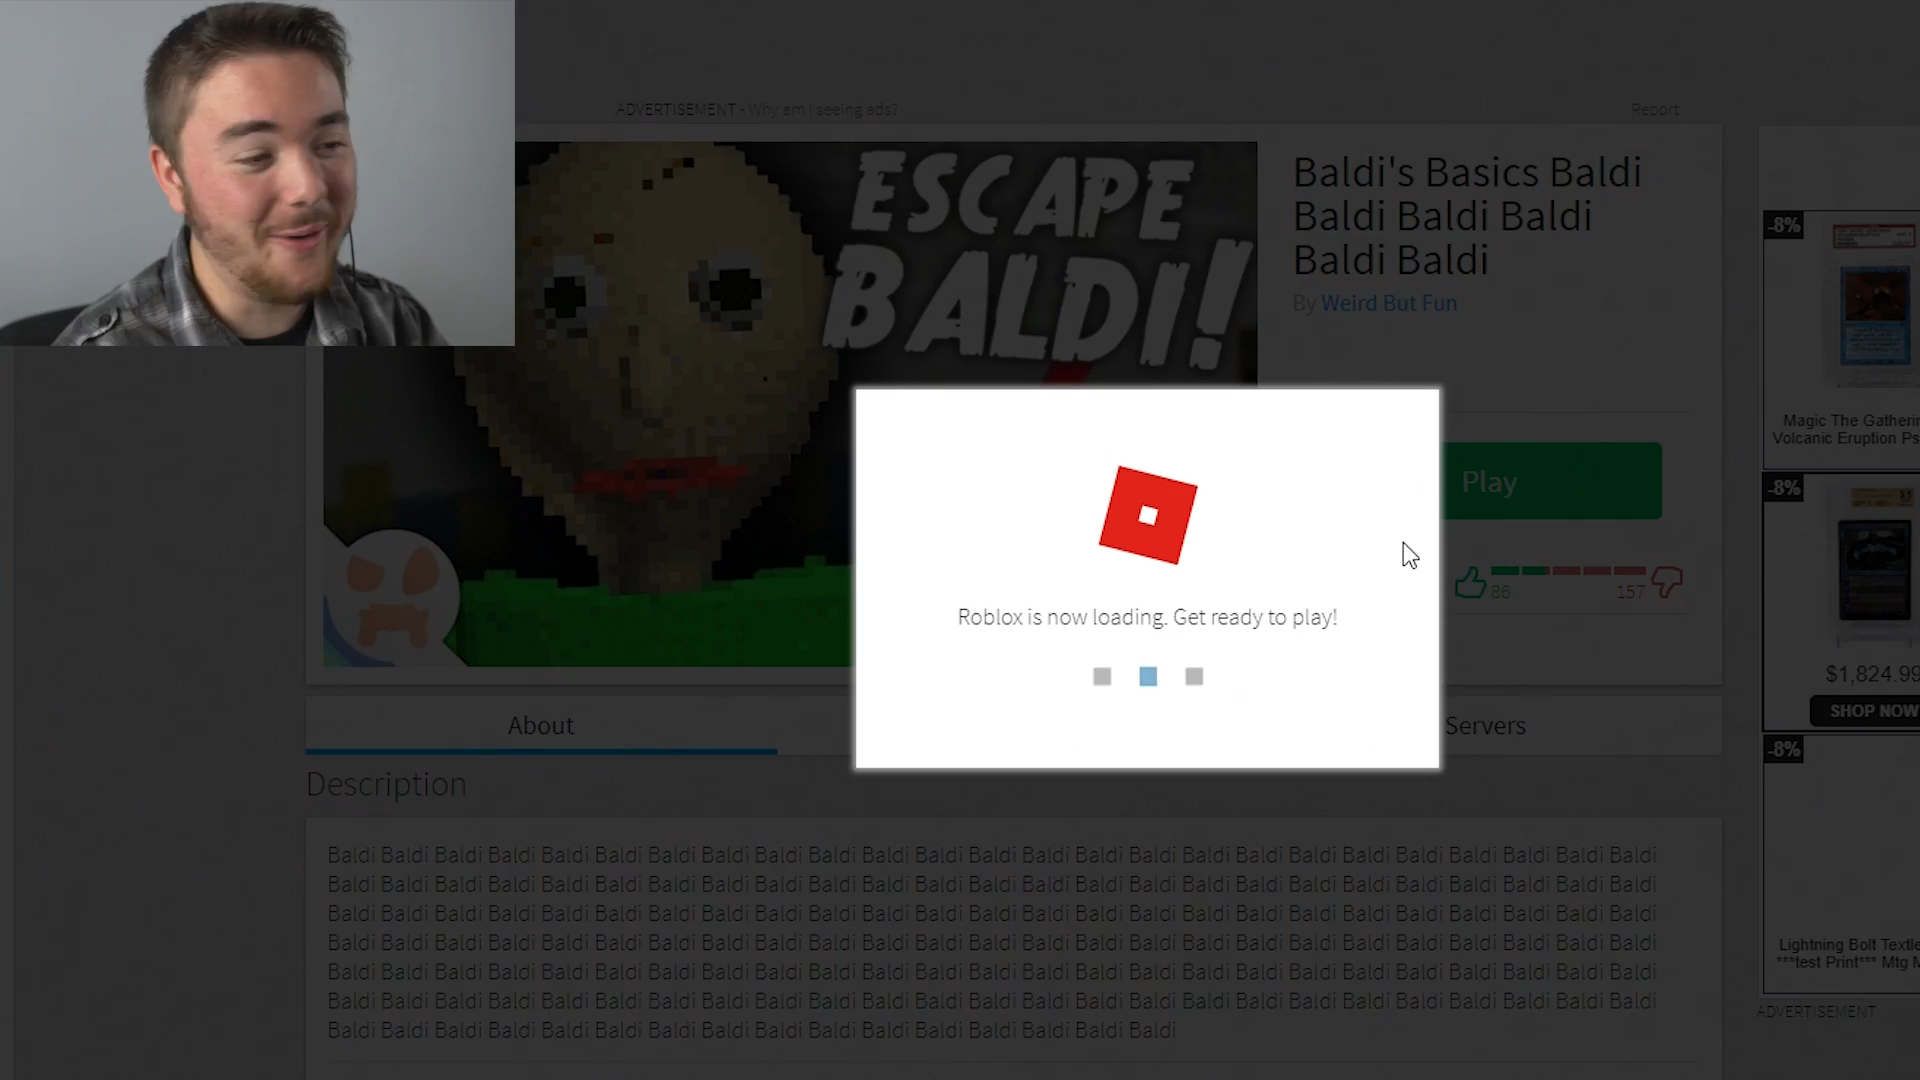 ADVERTISEMENT - Why am I seeing ads?
Report
ESCAPE
BALDI!
Baldi's Basics Baldi
Baldi Baldi Baldi
Baldi Baldi
By Weird But Fun
Play
86
157
Roblox is now loading. Get ready to play!
About
Servers
Description
Baldi Baldi Baldi Baldi Baldi Baldi Baldi Baldi Baldi Baldi Baldi Baldi Baldi Baldi Baldi Baldi Baldi Baldi Baldi Baldi Baldi Baldi Baldi Baldi Baldi
Baldi Baldi Baldi Baldi Baldi Baldi Baldi Baldi Baldi Baldi Baldi Baldi Baldi Baldi Baldi Baldi Baldi Baldi Baldi Baldi Baldi Baldi Baldi Baldi Baldi
Baldi Baldi Baldi Baldi Baldi Baldi Baldi Baldi Baldi Baldi Baldi Baldi Baldi Baldi Baldi Baldi Baldi Baldi Baldi Baldi Baldi Baldi Baldi Baldi Baldi
Baldi Baldi Baldi Baldi Baldi Baldi Baldi Baldi Baldi Baldi Baldi Baldi Baldi Baldi Baldi Baldi Baldi Baldi Baldi Baldi Baldi Baldi Baldi Baldi Baldi
Baldi Baldi Baldi Baldi Baldi Baldi Baldi Baldi Baldi Baldi Baldi Baldi Baldi Baldi Baldi Baldi Baldi Baldi Baldi Baldi Baldi Baldi Baldi Baldi Baldi
Baldi Baldi Baldi Baldi Baldi Baldi Baldi Baldi Baldi Baldi Baldi Baldi Baldi Baldi Baldi Baldi Baldi Baldi Baldi Baldi Baldi Baldi Baldi Baldi Baldi
Baldi Baldi Baldi Baldi Baldi Baldi Baldi Baldi Baldi Baldi Baldi Baldi Baldi Baldi Baldi Baldi
-8%
Magic The Gatherin
Volcanic Eruption Ps
-8%
$1,824.99
SHOP NOW
-8%
Lightning Bolt Textle
***test Print*** Mtg M
ADVERTISEMENT